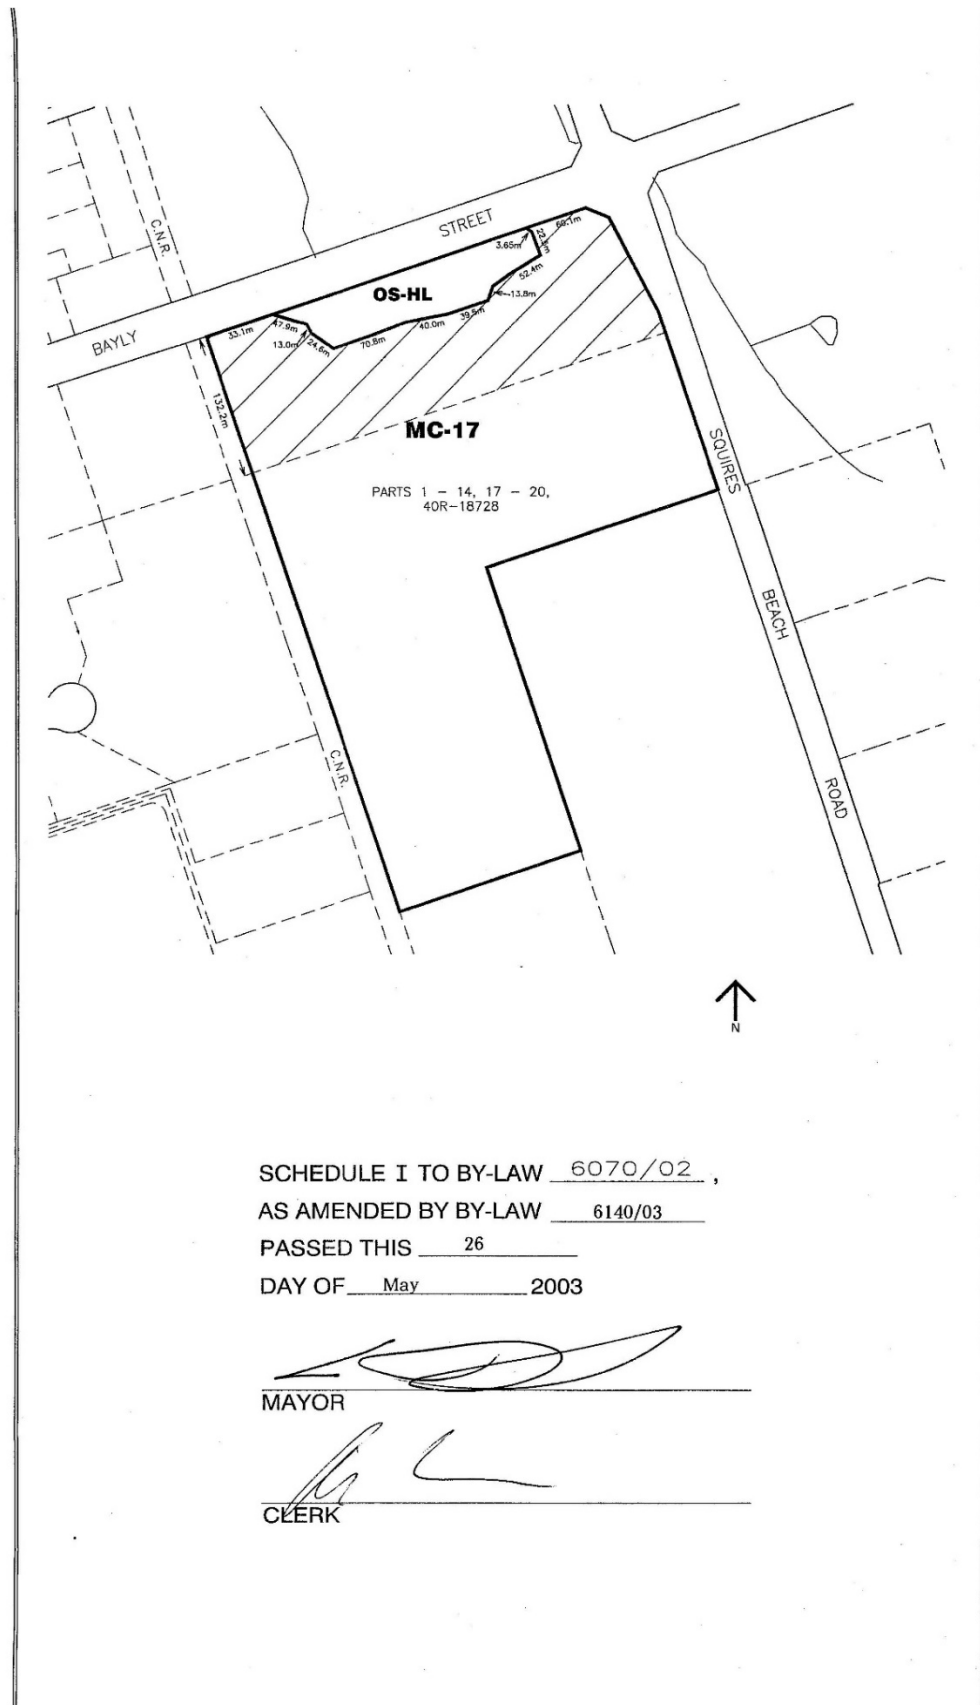 C.N.R.
STREET
BAYLY
3.65m
69.1m
52.4m
13.8m
OS-HL
33.1m
47.9m
13.0m
24.6m
70.8m
40.0m
39.5m
132.2m
MC-17
PARTS 1 - 14, 17 - 20,
40R-18728
SQUIRES
BEACH
ROAD
C.N.R.
N
SCHEDULE I TO BY-LAW 6070/02 ,
AS AMENDED BY BY-LAW 6140/03
PASSED THIS 26
DAY OF May 2003
MAYOR
CLERK